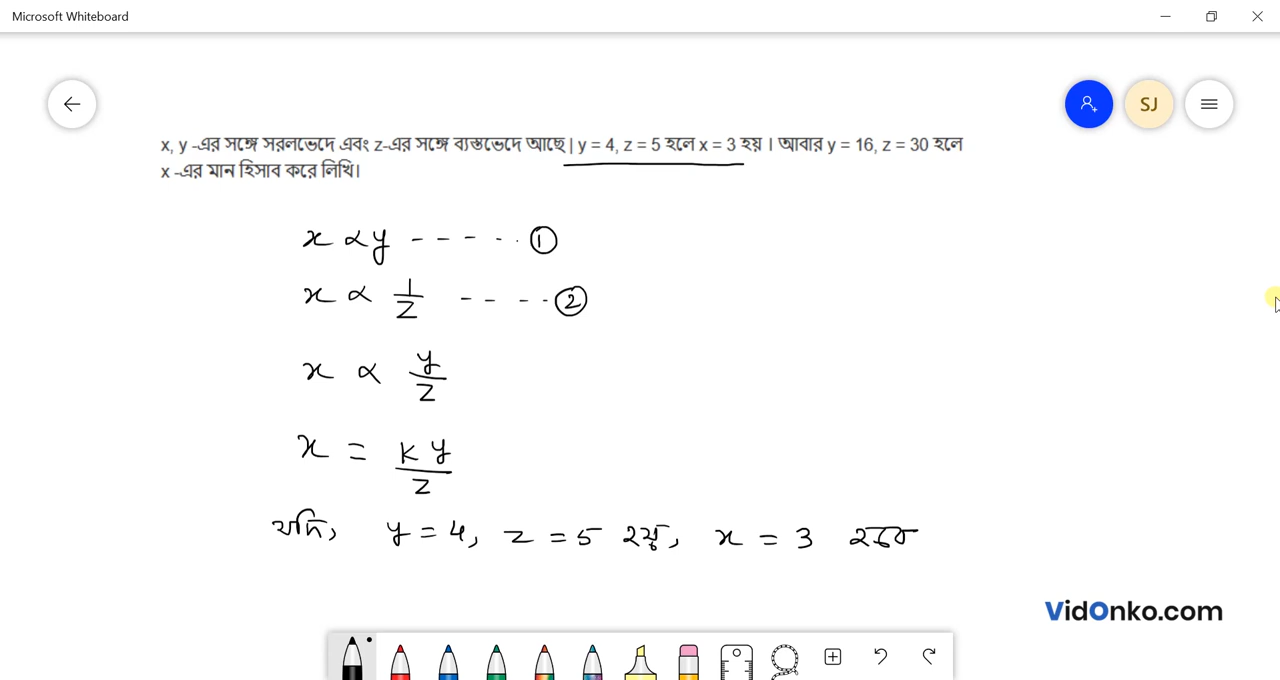 Microsoft Whiteboard
SJ
x, y -এর সঙ্গে সরলভেদে এবং z-এর সঙ্গে ব্যস্তভেদে আছে | y = 4, z = 5 হলে x = 3 হয় । আবার y = 16, z = 30 হলে
x -এর মান হিসাব করে লিখি।
x ∝ y - - - - · ①
x ∝ 1/z - - - - · ②
x ∝ y/z
x = Ky/z
যদি, y = 4, z = 5 হয়, x = 3 হবে
VidOnko.com